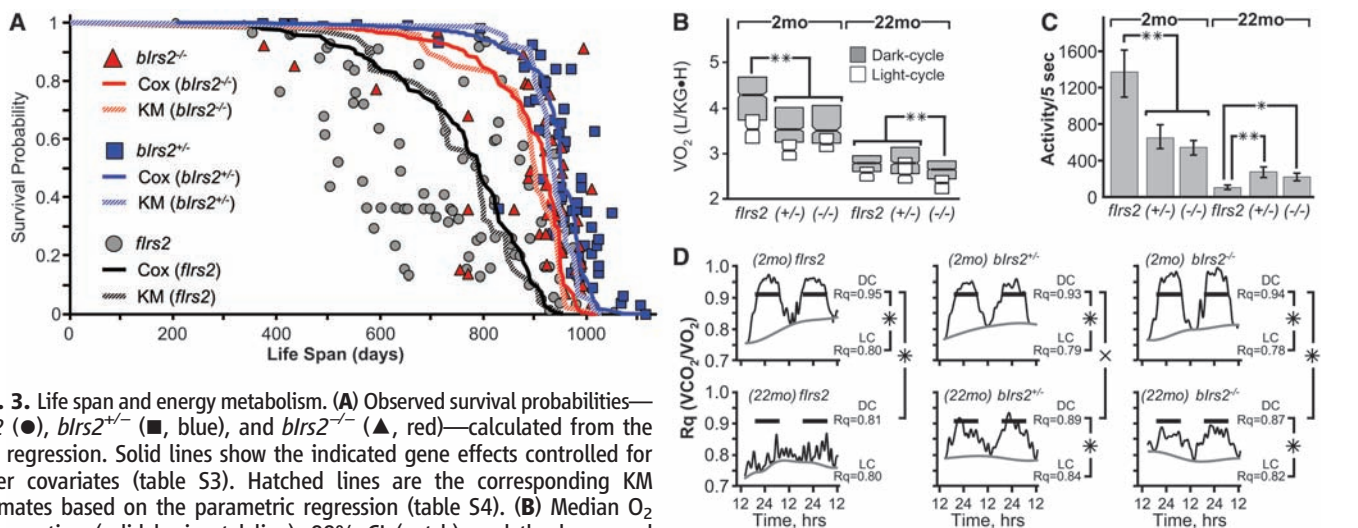 A
Survival Probability
1
0.8
0.6
0.4
0.2
0
blrs2-/-
Cox (blrs2-/-)
KM (blrs2-/-)
blrs2+/-
Cox (blrs2+/-)
KM (blrs2+/-)
flrs2
Cox (flrs2)
KM (flrs2)
0 200 400 600 800 1000
Life Span (days)
B
2mo 22mo
VO2 (L/KG•H)
5
4
3
2
**
Dark-cycle
Light-cycle
**
flrs2 (+/-) (-/-) flrs2 (+/-) (-/-)
C
2mo 22mo
Activity/5 sec
1600
1200
800
400
0
**
*
**
flrs2 (+/-) (-/-) flrs2 (+/-) (-/-)
D
Rq (VCO2/VO2)
1.0
0.9
0.8
0.7
(2mo) flrs2
DC
Rq=0.95
*
LC
Rq=0.80
*
(2mo) blrs2+/-
DC
Rq=0.93
*
LC
Rq=0.79
×
(2mo) blrs2-/-
DC
Rq=0.94
*
LC
Rq=0.78
*
1.0
0.9
0.8
0.7
(22mo) flrs2
DC
Rq=0.81
LC
Rq=0.80
(22mo) blrs2+/-
DC
Rq=0.89
*
LC
Rq=0.84
(22mo) blrs2-/-
DC
Rq=0.87
*
LC
Rq=0.82
12 24 12 24 12
Time, hrs
12 24 12 24 12
Time, hrs
12 24 12 24 12
Time, hrs
. 3. Life span and energy metabolism. (A) Observed survival probabilities—
2 (●), blrs2+/− (■, blue), and blrs2−/− (▲, red)—calculated from the
regression. Solid lines show the indicated gene effects controlled for
er covariates (table S3). Hatched lines are the corresponding KM
mates based on the parametric regression (table S4). (B) Median O2